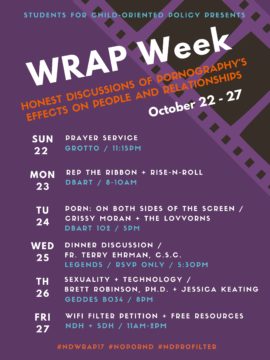 STUDENTS FOR CHILD-ORIENTED POLICY PRESENTS
WRAP Week
HONEST DISCUSSIONS OF PORNOGRAPHY'S
EFFECTS ON PEOPLE AND RELATIONSHIPS
October 22 - 27
SUN
22
PRAYER SERVICE
GROTTO / 11:15PM
MON
23
REP THE RIBBON + RISE-N-ROLL
DBART / 8-10AM
TU
24
PORN: ON BOTH SIDES OF THE SCREEN /
CRISSY MORAN + THE LOVVORNS
DBART 102 / 5PM
WED
25
DINNER DISCUSSION /
FR. TERRY EHRMAN, C.S.C.
LEGENDS / RSVP ONLY / 5:30PM
TH
26
SEXUALITY + TECHNOLOGY /
BRETT ROBINSON, PH.D. + JESSICA KEATING
GEDDES B034 / 8PM
FRI
27
WIFI FILTER PETITION + FREE RESOURCES
NDH + SDH / 11AM-2PM
#NDWRAP17 #NOPORND #NDPROFILTER